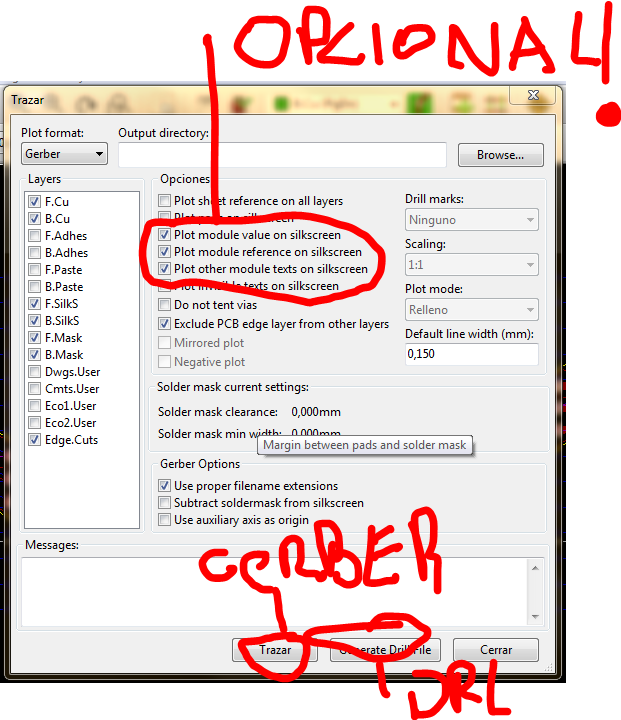 OPCIONAL!
Trazar
Plot format:
Output directory:
Gerber
Browse...
Layers
F.Cu
B.Cu
F.Adhes
B.Adhes
F.Paste
B.Paste
F.SilkS
B.SilkS
F.Mask
B.Mask
Dwgs.User
Cmts.User
Eco1.User
Eco2.User
Edge.Cuts
Opciones
Plot sheet reference on all layers
Plot pads on silkscreen
Plot module value on silkscreen
Plot module reference on silkscreen
Plot other module texts on silkscreen
Plot invisible texts on silkscreen
Do not tent vias
Exclude PCB edge layer from other layers
Mirrored plot
Negative plot
Drill marks:
Ninguno
Scaling:
1:1
Plot mode:
Relleno
Default line width (mm):
0,150
Solder mask current settings:
Solder mask clearance: 0,000mm
Solder mask min width: 0,000mm
Margin between pads and solder mask
Gerber Options
Use proper filename extensions
Subtract soldermask from silkscreen
Use auxiliary axis as origin
GERBER
Messages:
Trazar
Generate Drill File
Cerrar
DRL